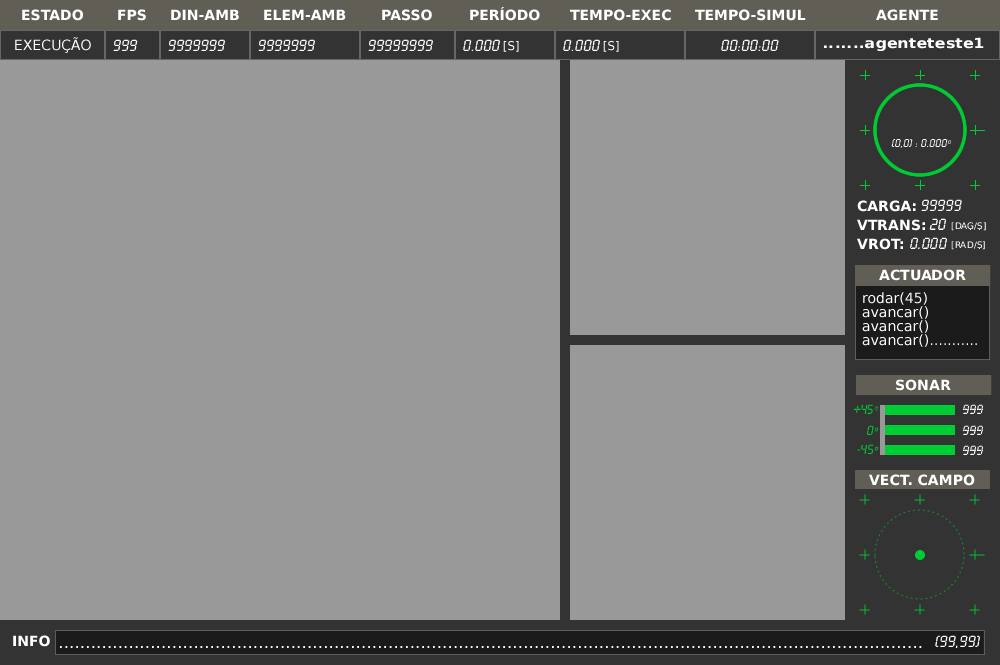 ESTADO FPS DIN-AMB ELEM-AMB PASSO PERÍODO TEMPO-EXEC TEMPO-SIMUL AGENTE
EXECUÇÃO 999 9999999 9999999 99999999 0.000 [S] 0.000 [S] 00:00:00 .......agenteteste1
(0,0) : 0.000º
CARGA: 99999
VTRANS: 20 [DAG/S]
VROT: 0.000 [RAD/S]
ACTUADOR
rodar(45)
avancar()
avancar()
avancar()...........
SONAR
+45º 999
0º 999
-45º 999
VECT. CAMPO
INFO ................................................................................................................................ (99,99)